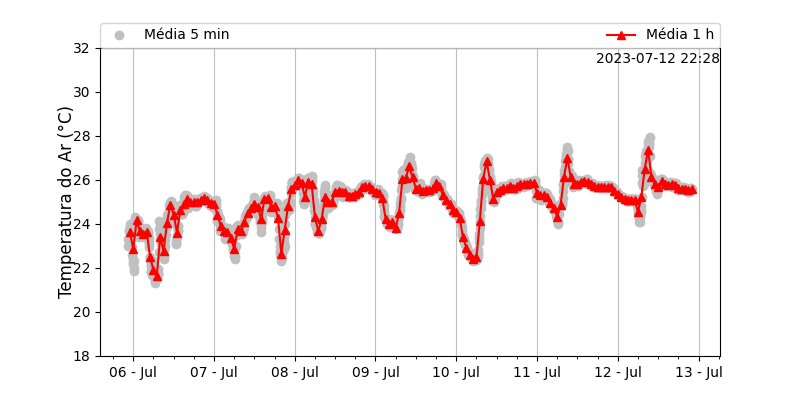 Média 5 min
Média 1 h
2023-07-12 22:28
Temperatura do Ar (°C)
32
30
28
26
24
22
20
18
06 - Jul
07 - Jul
08 - Jul
09 - Jul
10 - Jul
11 - Jul
12 - Jul
13 - Jul